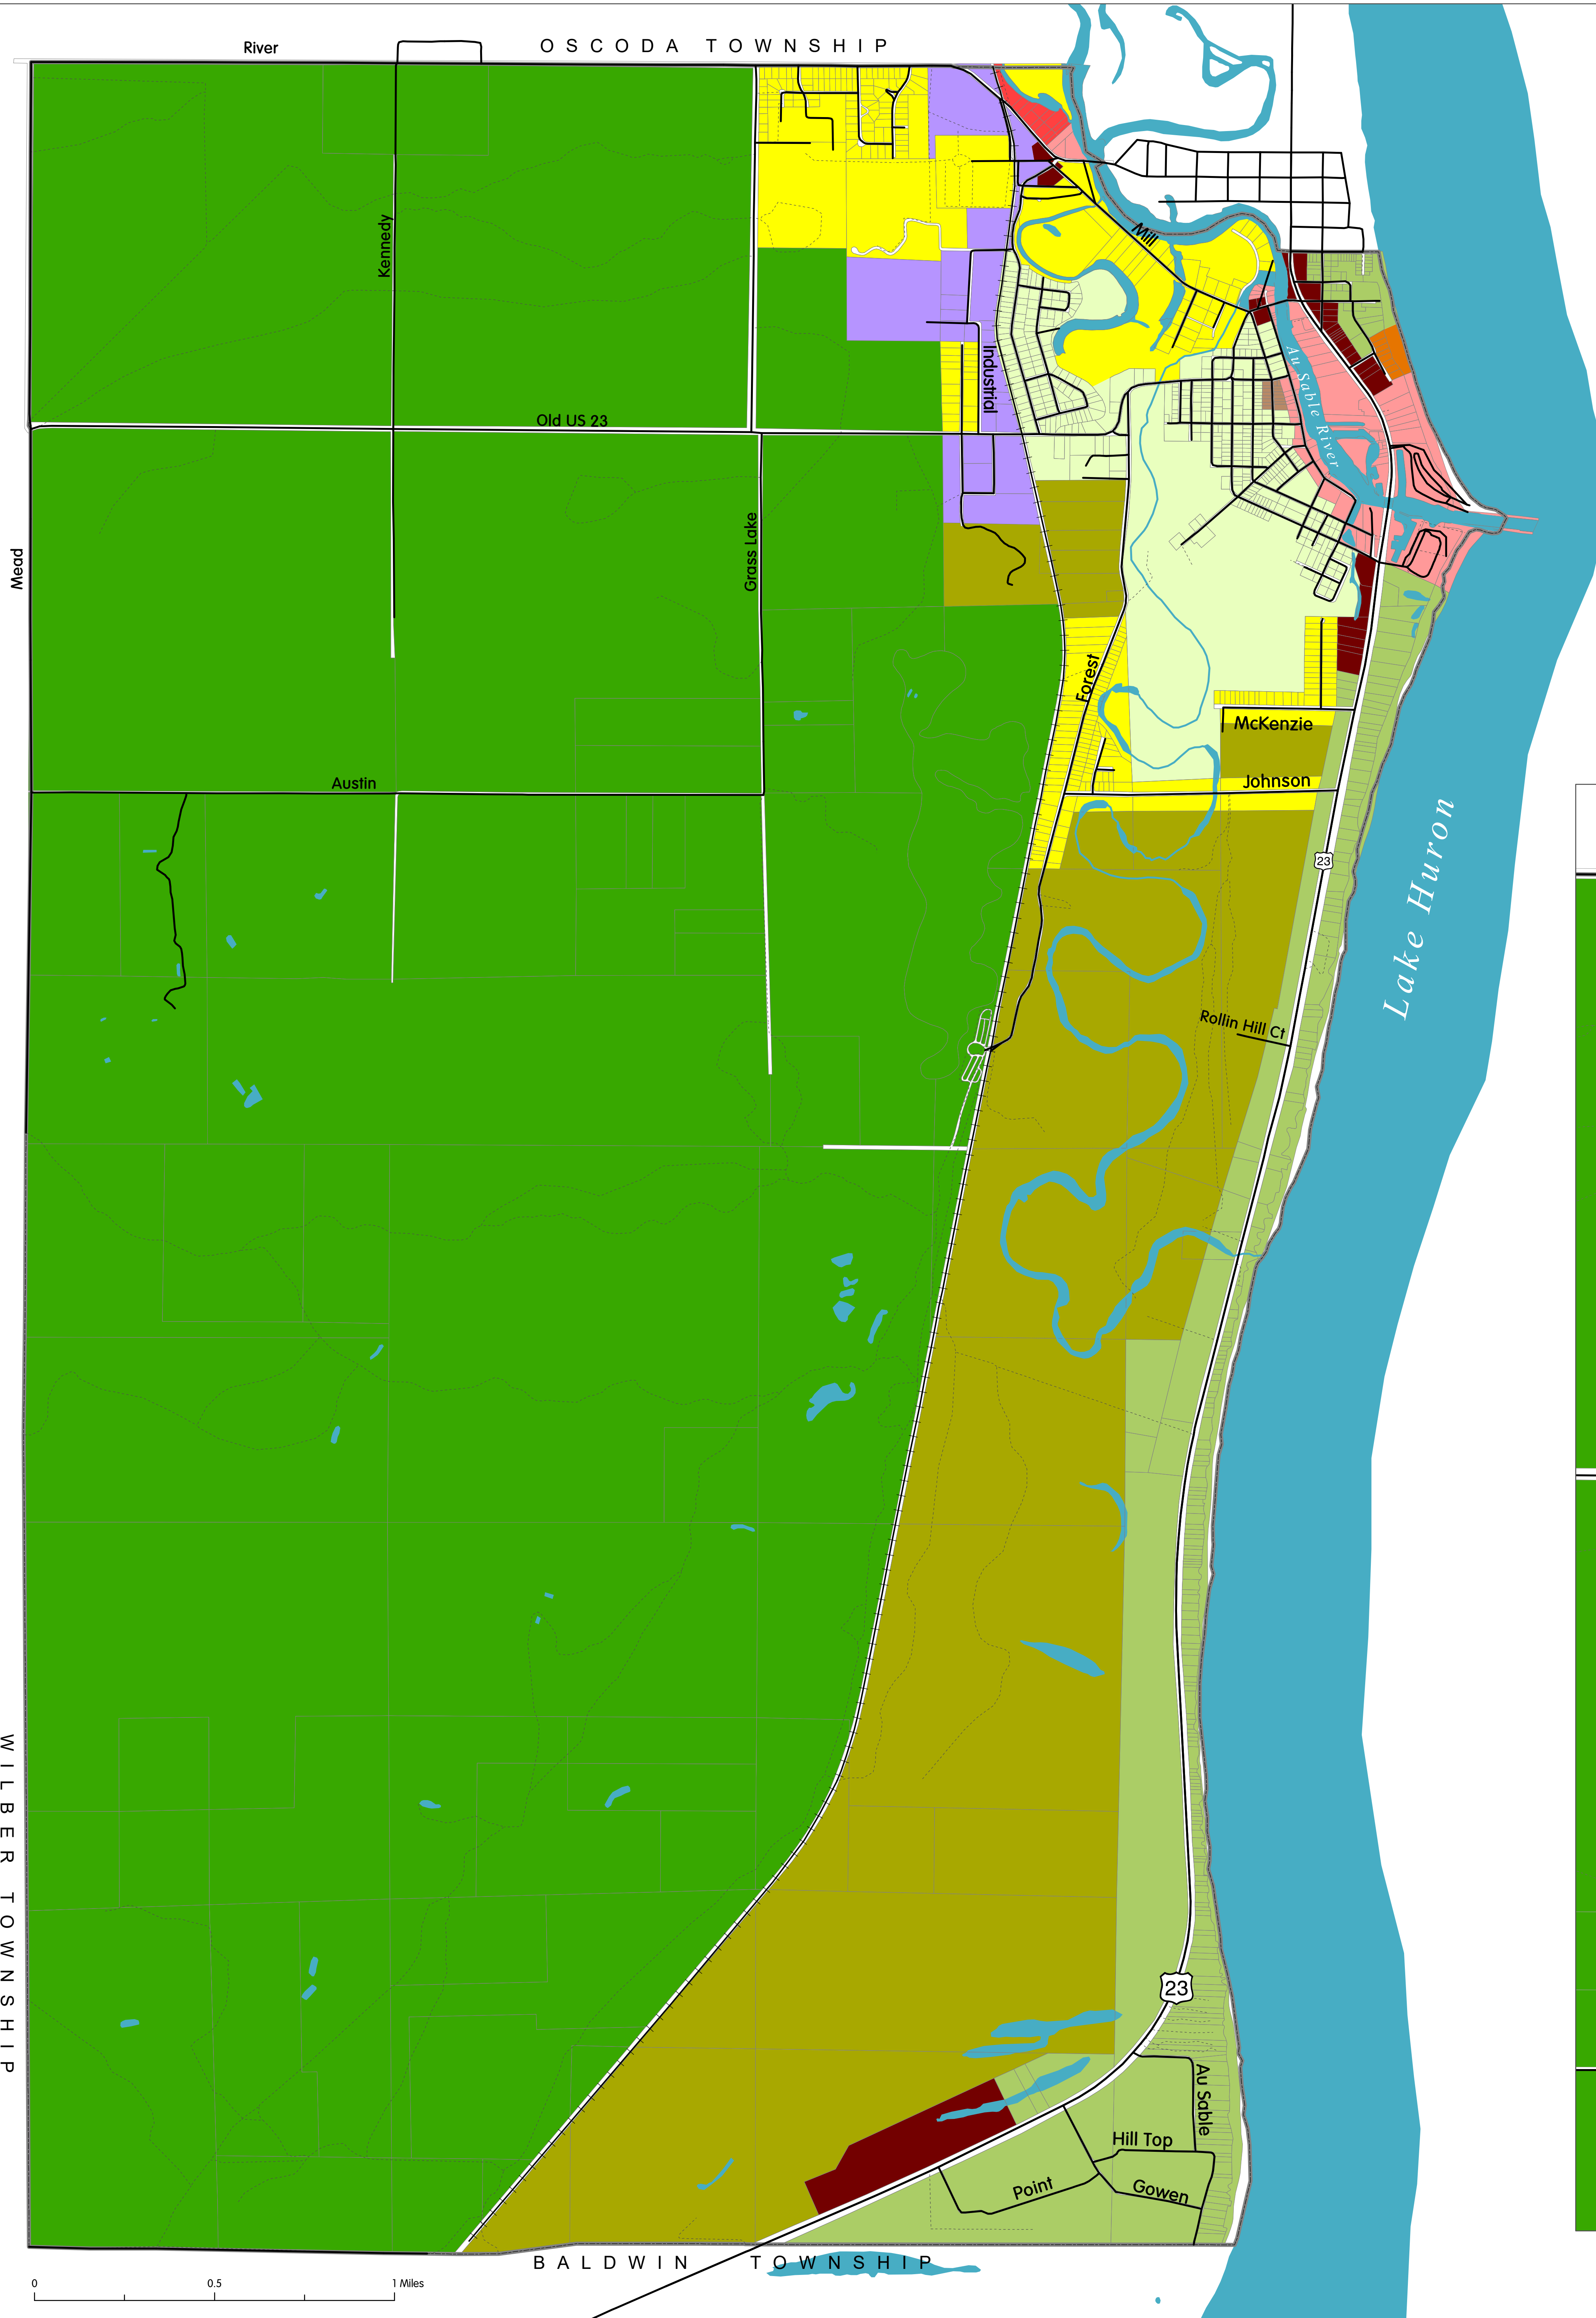 River
OSCODA TOWNSHIP
Kennedy
Mill
Industrial
Au Sable River
Old US 23
Grass Lake
Mead
Forest
McKenzie
Austin
Johnson
23
Lake Huron
Rollin Hill Ct
WILBER TOWNSHIP
23
Au Sable
Hill Top
Point
Gowen
BALDWIN TOWNSHIP
0 0.5 1 Miles